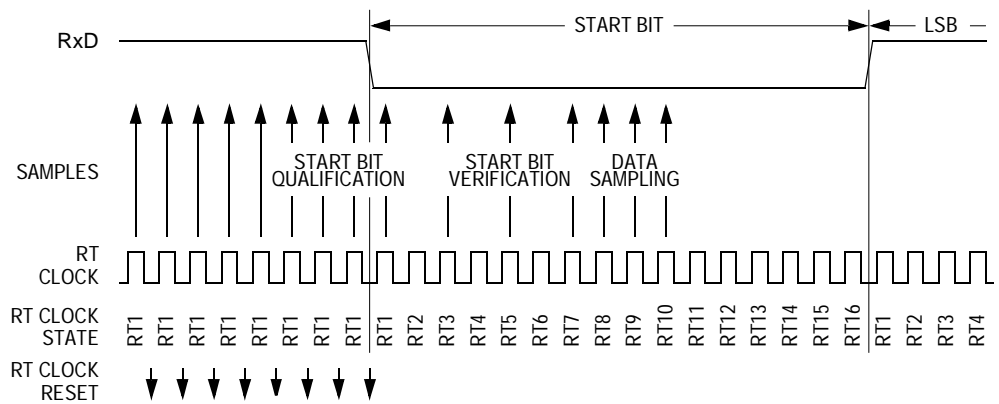 START BIT
LSB
RxD
SAMPLES
START BIT
QUALIFICATION
START BIT
VERIFICATION
DATA
SAMPLING
RT
CLOCK
RT CLOCK
STATE
RT1 RT1 RT1 RT1 RT1 RT1 RT1 RT1 RT1 RT2 RT3 RT4 RT5 RT6 RT7 RT8 RT9 RT10 RT11 RT12 RT13 RT14 RT15 RT16 RT1 RT2 RT3 RT4
RT CLOCK
RESET